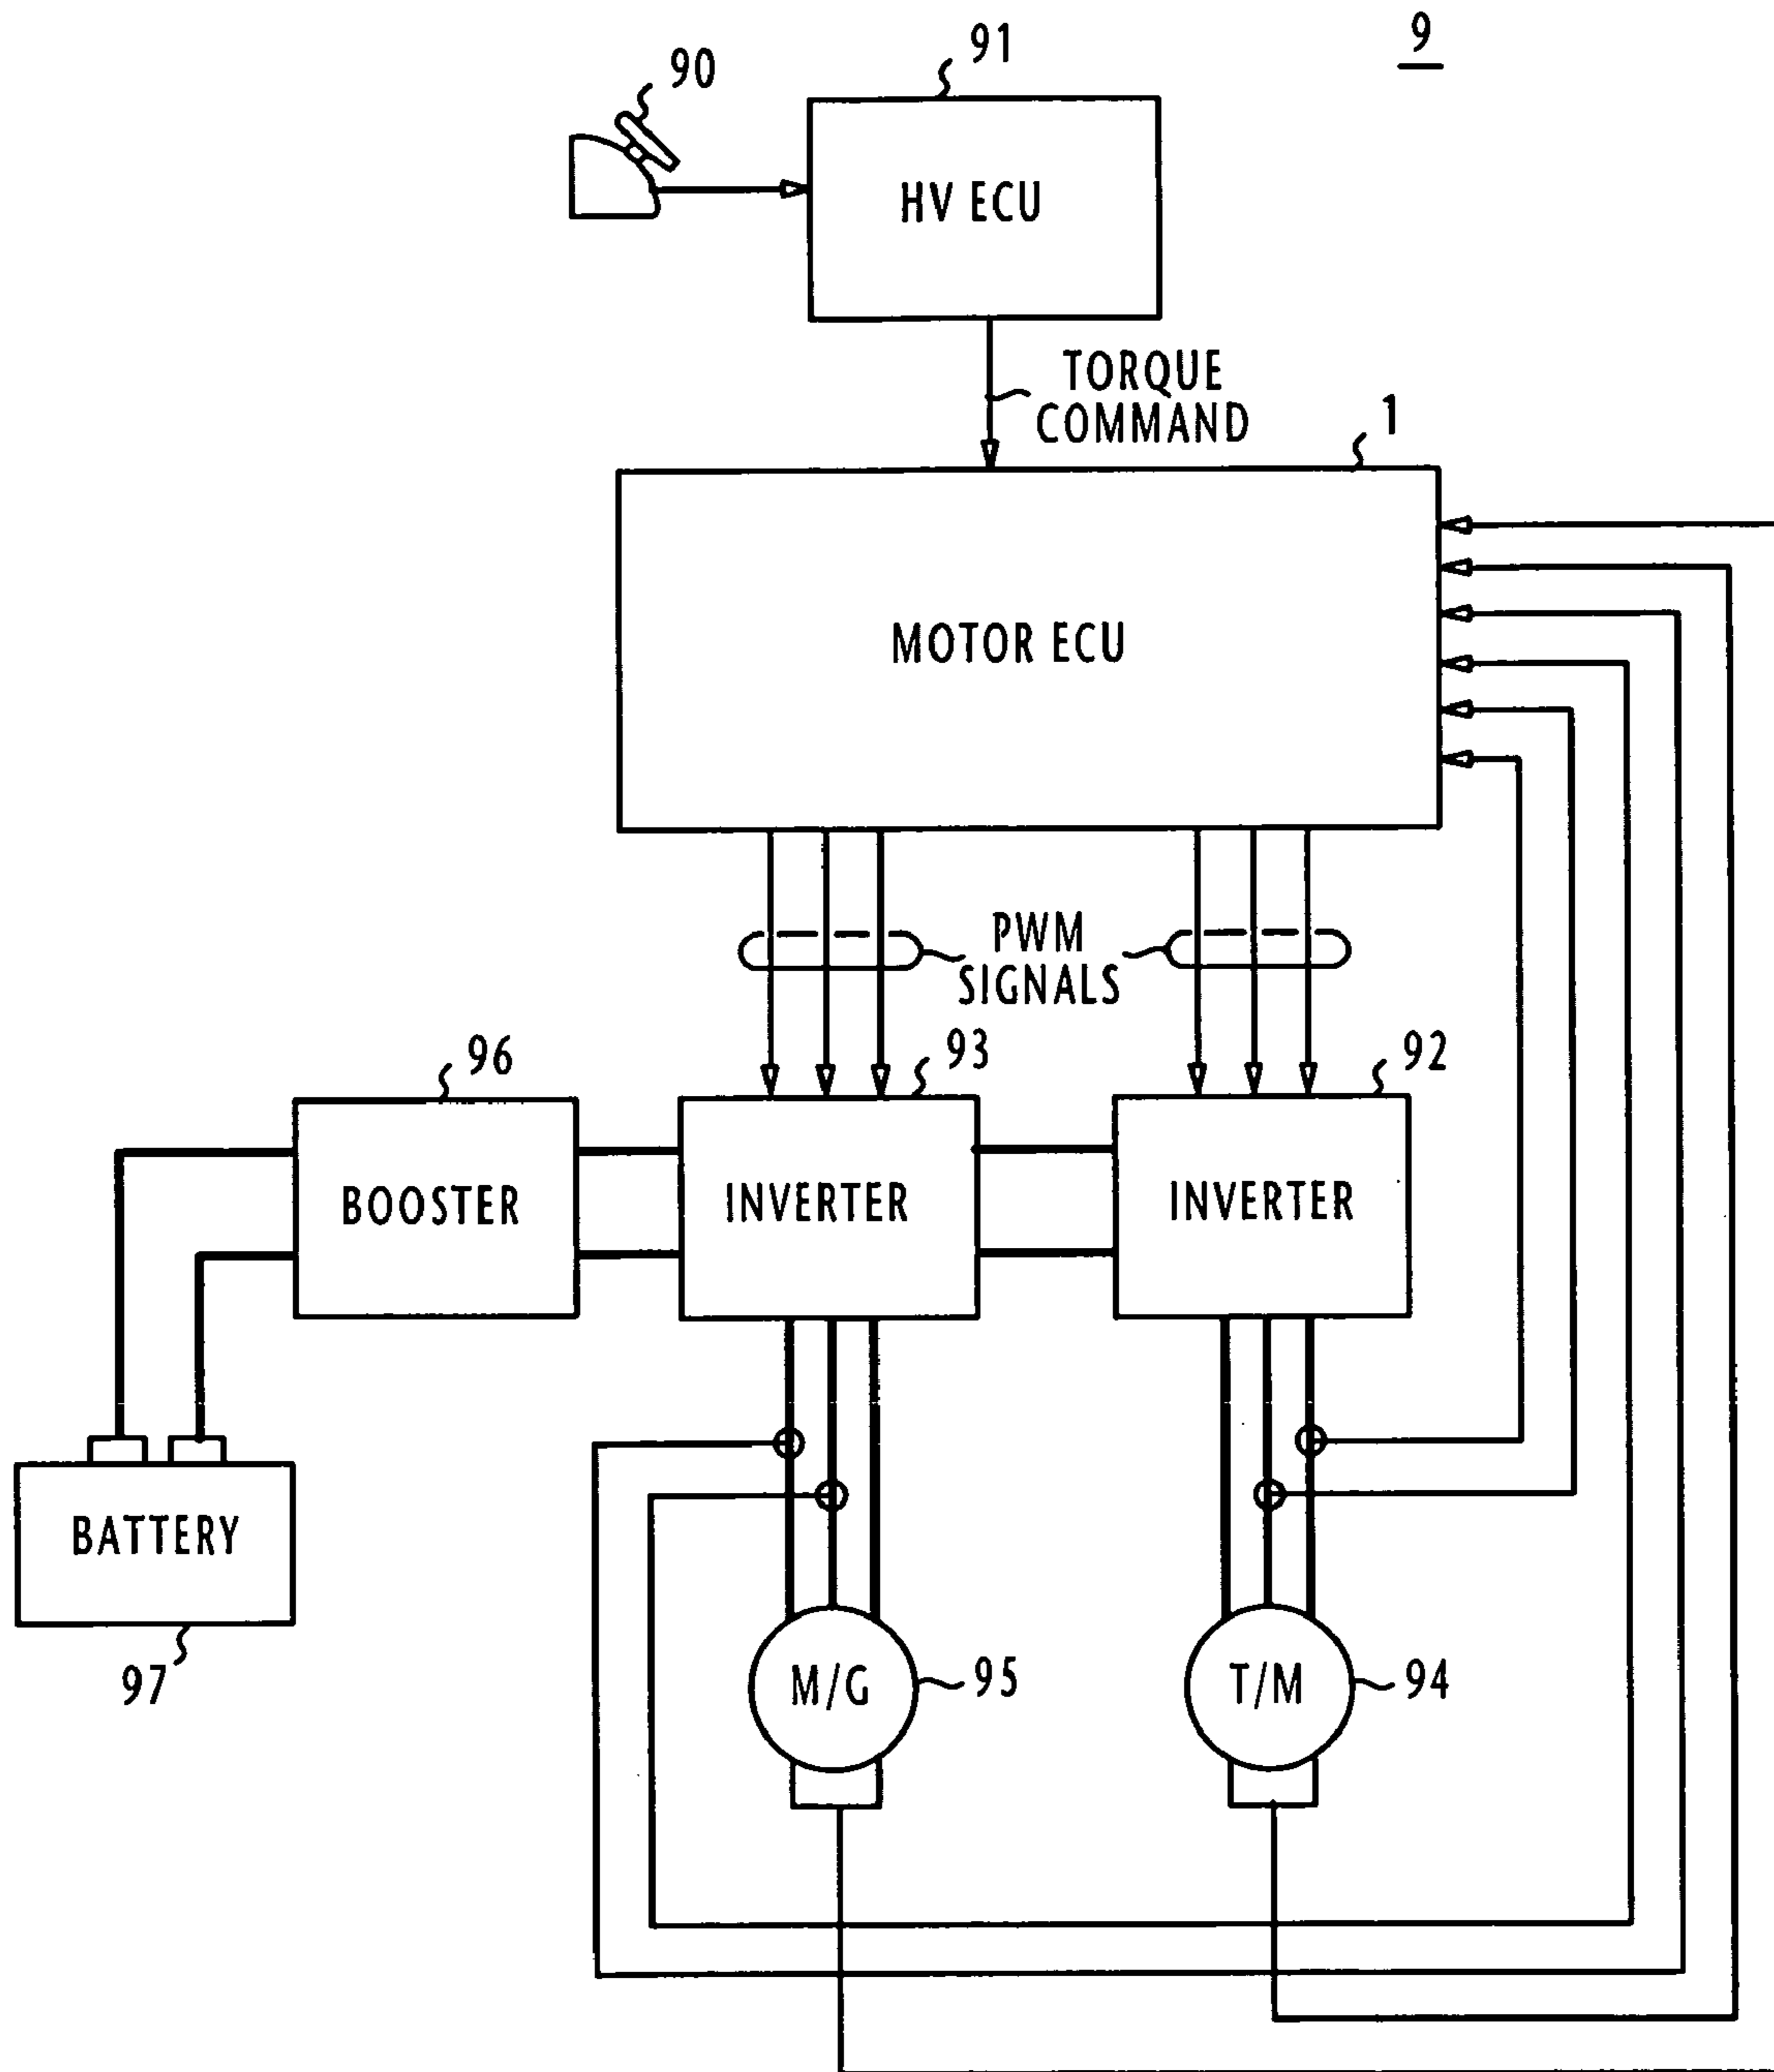 9
91
90
HV ECU
TORQUE
COMMAND
1
MOTOR ECU
PWM
SIGNALS
96
93
92
BOOSTER
INVERTER
INVERTER
BATTERY
97
M/G
95
T/M
94